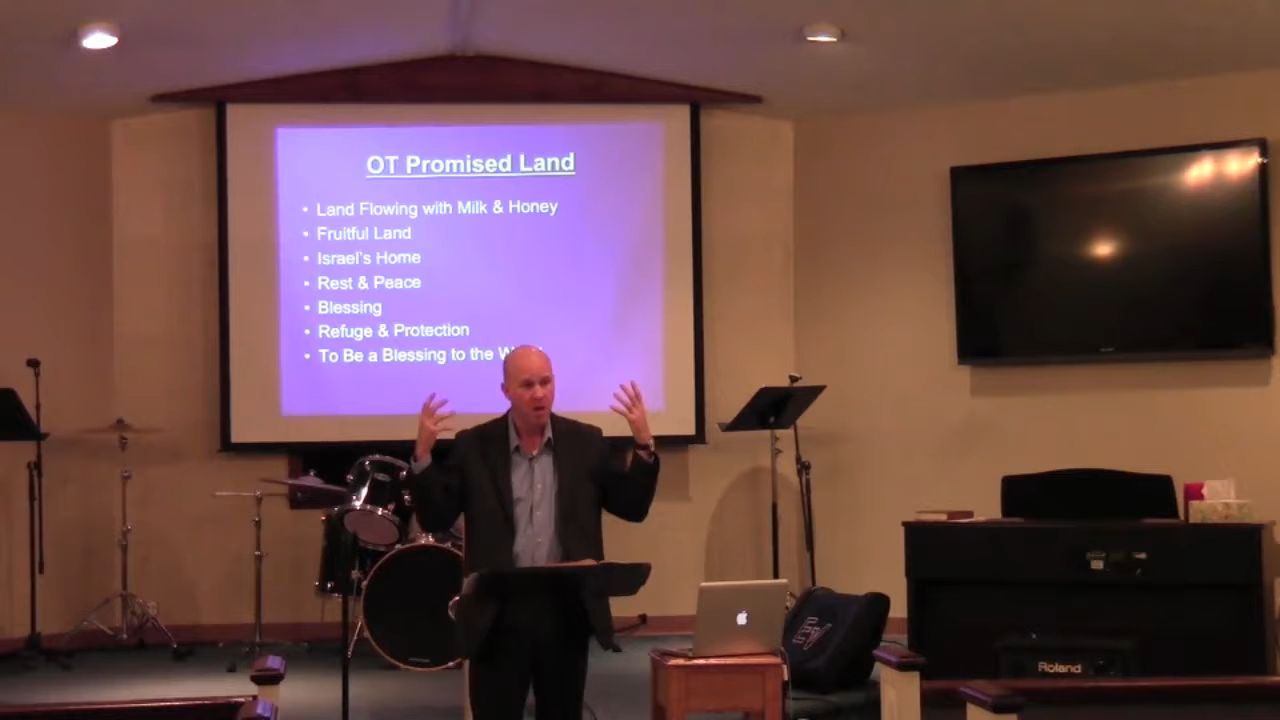 OT Promised Land
• Land Flowing with Milk & Honey
• Fruitful Land
• Israel's Home
• Rest & Peace
• Blessing
• Refuge & Protection
• To Be a Blessing to the
EV
Roland